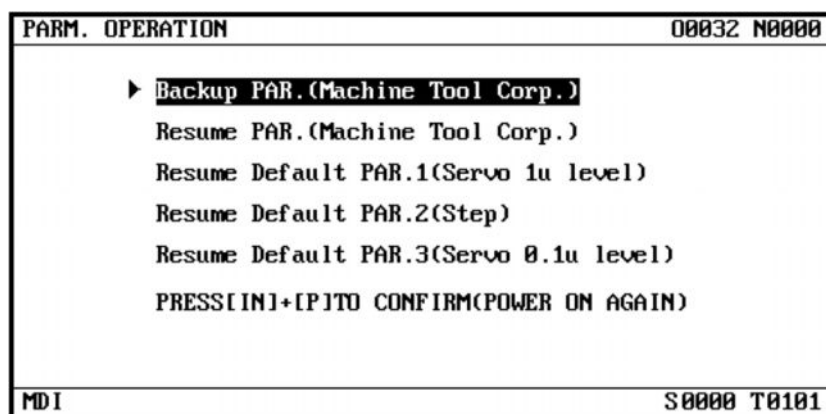 PARM. OPERATION O0032 N0000
Backup PAR.(Machine Tool Corp.)
Resume PAR.(Machine Tool Corp.)
Resume Default PAR.1(Servo 1u level)
Resume Default PAR.2(Step)
Resume Default PAR.3(Servo 0.1u level)
PRESS[IN]+[P]TO CONFIRM(POWER ON AGAIN)
MDI S0000 T0101